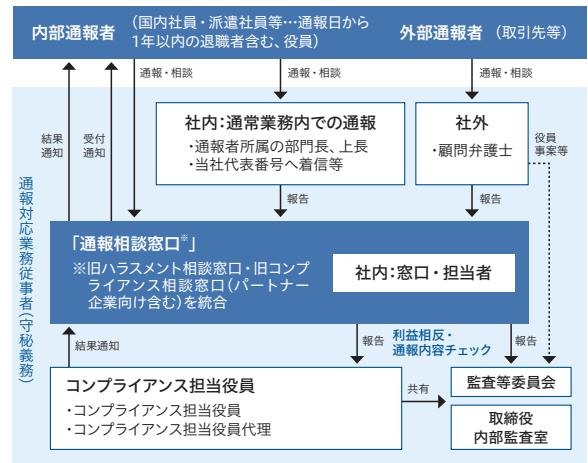 内部通報者
(国内社員・派遣社員等…通報日から
1年以内の退職者含む、役員)
外部通報者 (取引先等)
通報・相談
通報・相談
通報・相談
結果
通知
受付
通知
社内：通常業務内での通報
・通報者所属の部門長、上長
・当社代表番号へ着信等
社外
・顧問弁護士
役員
事案等
報告
報告
通報対応業務従事者(守秘義務)
「通報相談窓口※」
※旧ハラスメント相談窓口・旧コンプ
ライアンス相談窓口(パートナー
企業向け含む)を統合
社内：窓口・担当者
結果通知
報告
利益相反・
通報内容チェック
報告
コンプライアンス担当役員
・コンプライアンス担当役員
・コンプライアンス担当役員代理
共有
監査等委員会
取締役
内部監査室